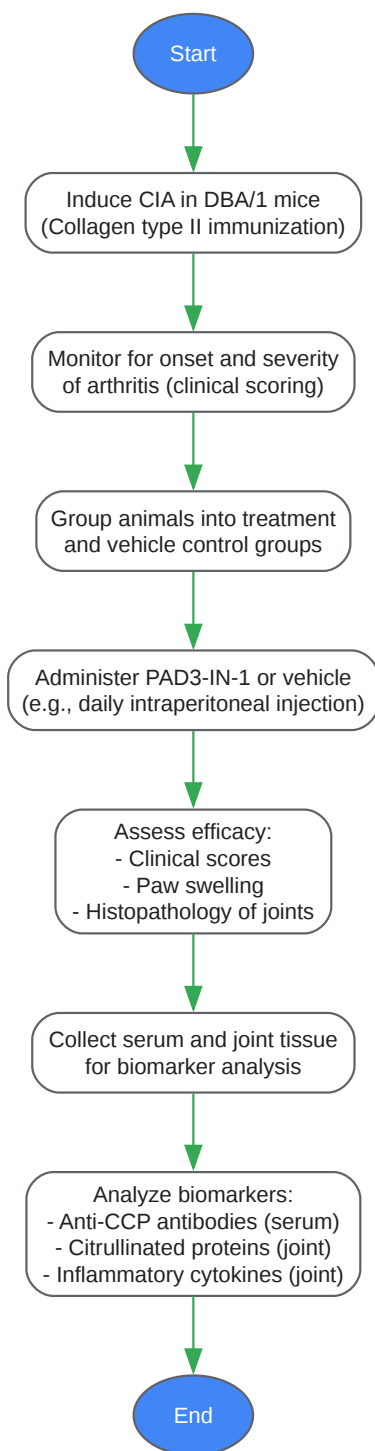 Start
Induce CIA in DBA/1 mice
(Collagen type II immunization)
Monitor for onset and severity
of arthritis (clinical scoring)
Group animals into treatment
and vehicle control groups
Administer PAD3-IN-1 or vehicle
(e.g., daily intraperitoneal injection)
Assess efficacy:
- Clinical scores
- Paw swelling
- Histopathology of joints
Collect serum and joint tissue
for biomarker analysis
Analyze biomarkers:
- Anti-CCP antibodies (serum)
- Citrullinated proteins (joint)
- Inflammatory cytokines (joint)
End